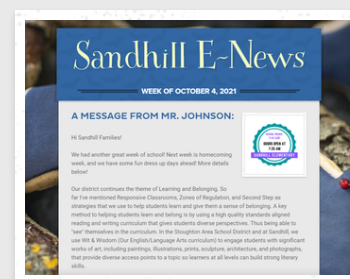 Sandhill E-News
WEEK OF OCTOBER 4, 2021
A MESSAGE FROM MR. JOHNSON:
Hi Sandhill Families!
We had another great week of school! Next week is homecoming
week, and we have some fun dress up days ahead! More details
below!
DOORS OPEN AT
7:35 AM
SANDHILL ELEMENTARY
Our district continues the theme of Learning and Belonging. So
far I've mentioned Responsive Classrooms, Zones of Regulation, and Second Step as
strategies that we use to help students learn and give them a sense of belonging. A key
method to helping students learn and belong is by using a high quality standards aligned
reading and writing curriculum that gives students diverse perspectives. Thus being able to
"see" themselves in the curriculum. In the Stoughton Area School District and at Sandhill, we
use Wit & Wisdom (Our English/Language Arts curriculum) to engage students with significant
works of art, including paintings, illustrations, prints, sculpture, architecture, and photographs,
that provide diverse access points to a topic so learners at all levels can build strong literacy
skills.